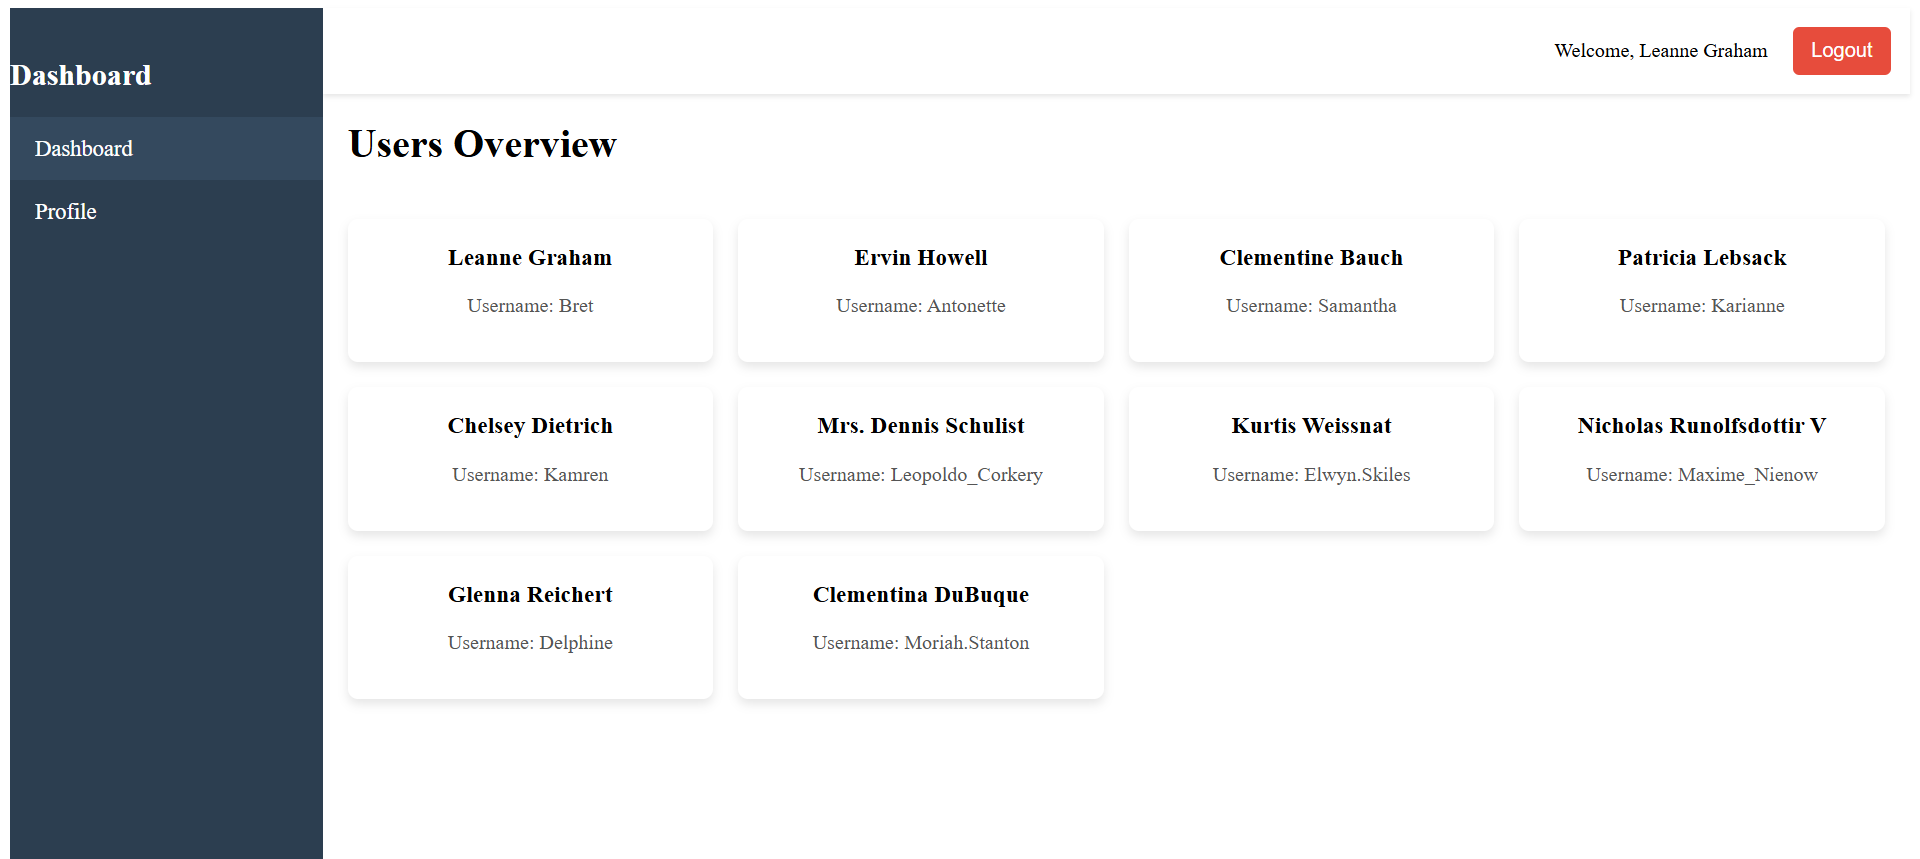 Dashboard
Dashboard
Profile
Welcome, Leanne Graham
Logout
Users Overview
Leanne Graham
Username: Bret
Ervin Howell
Username: Antonette
Clementine Bauch
Username: Samantha
Patricia Lebsack
Username: Karianne
Chelsey Dietrich
Username: Kamren
Mrs. Dennis Schulist
Username: Leopoldo_Corkery
Kurtis Weissnat
Username: Elwyn.Skiles
Nicholas Runolfsdottir V
Username: Maxime_Nienow
Glenna Reichert
Username: Delphine
Clementina DuBuque
Username: Moriah.Stanton